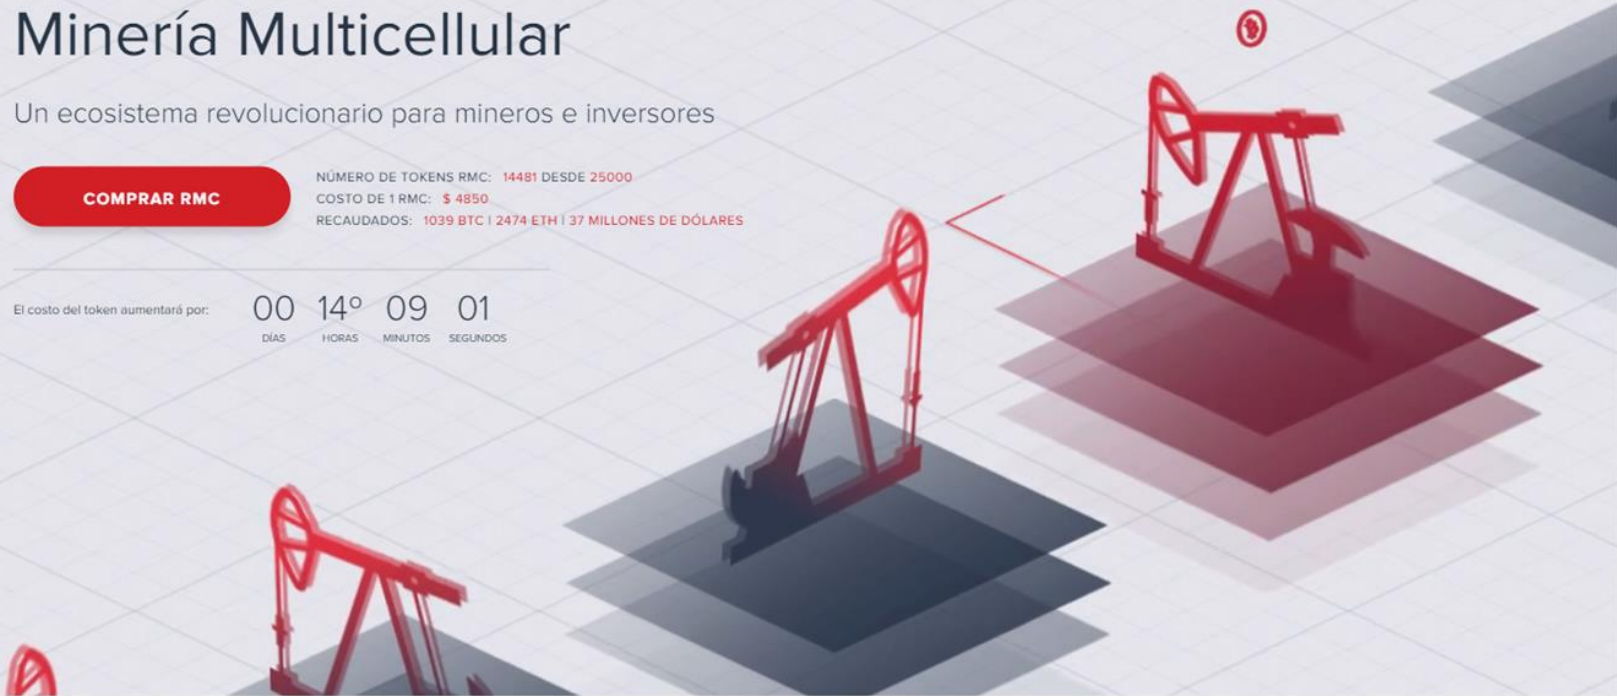 Minería Multicellular
Un ecosistema revolucionario para mineros e inversores
COMPRAR RMC
NÚMERO DE TOKENS RMC: 14481 DESDE 25000
COSTO DE 1 RMC: $ 4850
RECAUDADOS: 1039 BTC | 2474 ETH | 37 MILLONES DE DÓLARES
El costo del token aumentará por:
00 14º 09 01
DÍAS HORAS MINUTOS SEGUNDOS